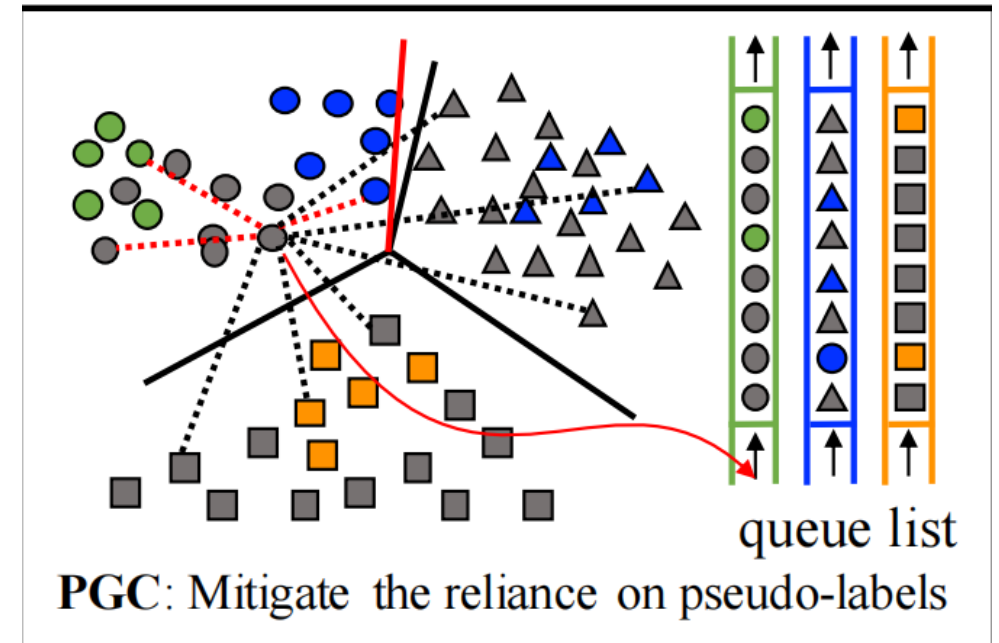 queue list
PGC: Mitigate the reliance on pseudo-labels